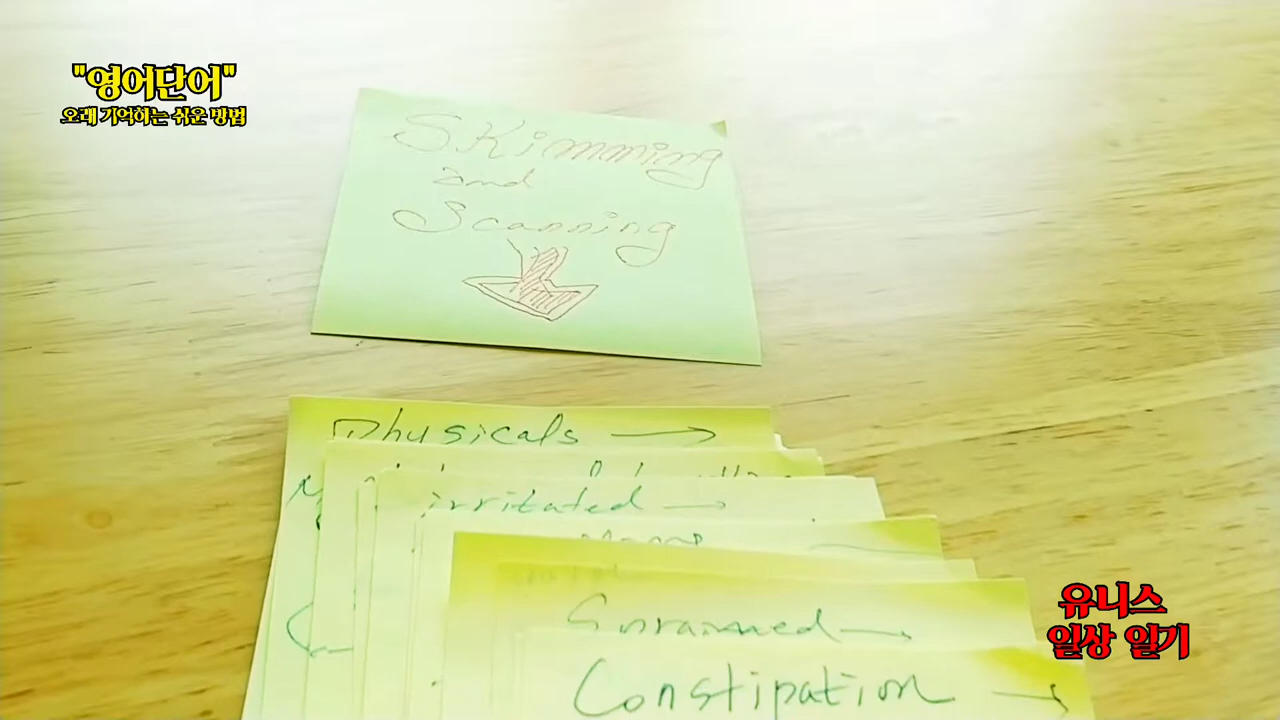 "영어단어"
오래 기억하는 쉬운 방법
SKimming
and
Scanning
Physicals →
irritated →
Constipation →
유니스
일상 일기